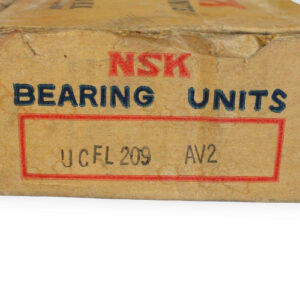 NSK
BEARING UNITS
UCFL 209 AV2